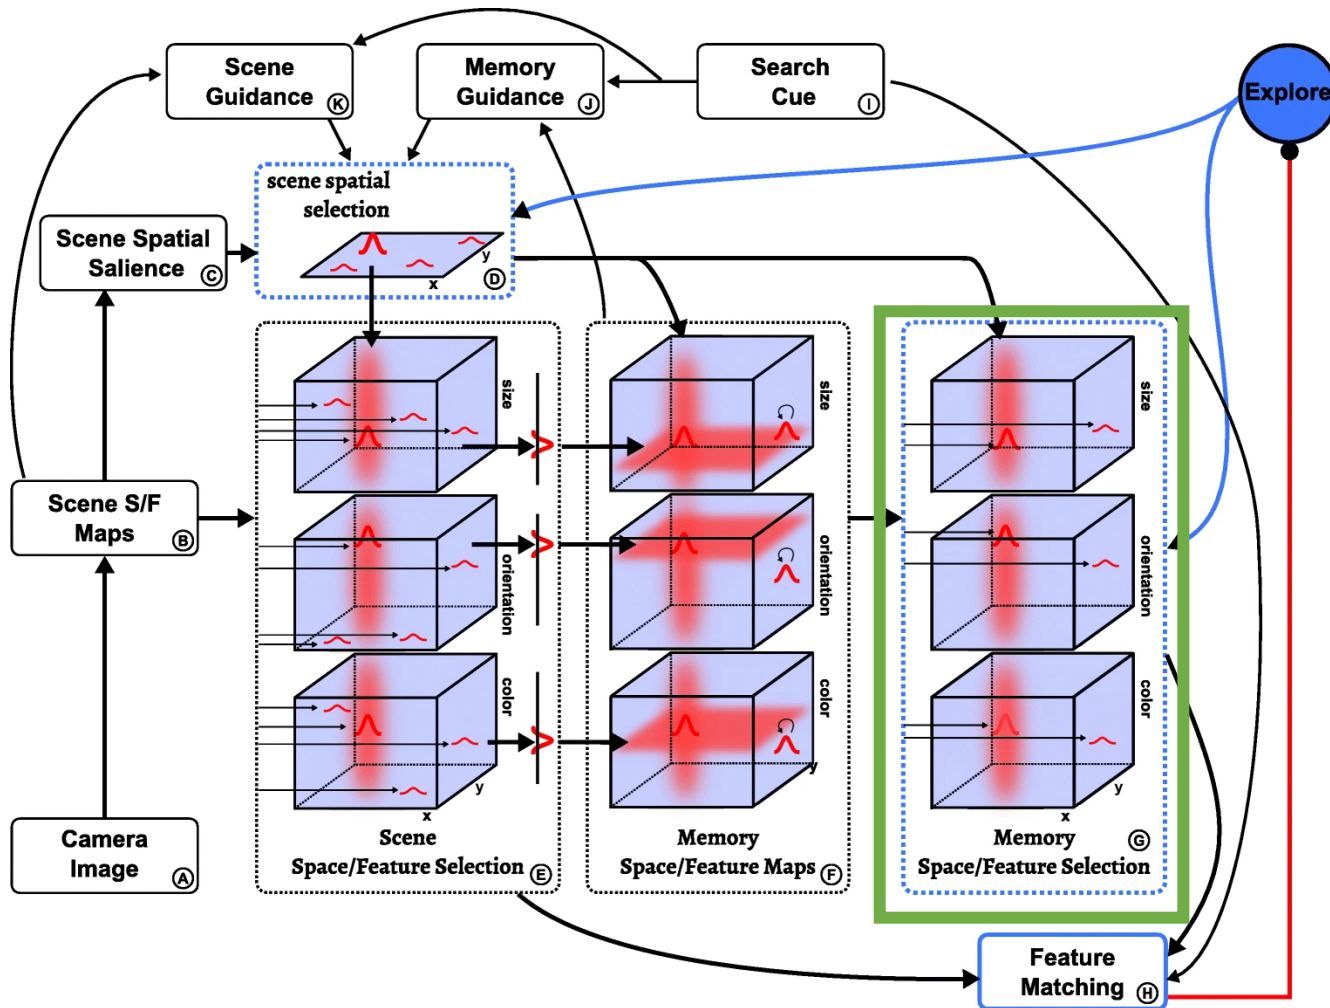 Scene
Guidance K
Memory
Guidance J
Search
Cue I
Explore
scene spatial
selection
y
x
D
Scene Spatial
Salience C
Scene S/F
Maps B
Camera
Image A
size
orientation
color
y
x
Scene
Space/Feature Selection E
size
orientation
color
y
Memory
Space/Feature Maps F
size
orientation
color
y
x
Memory G
Space/Feature Selection
Feature
Matching H